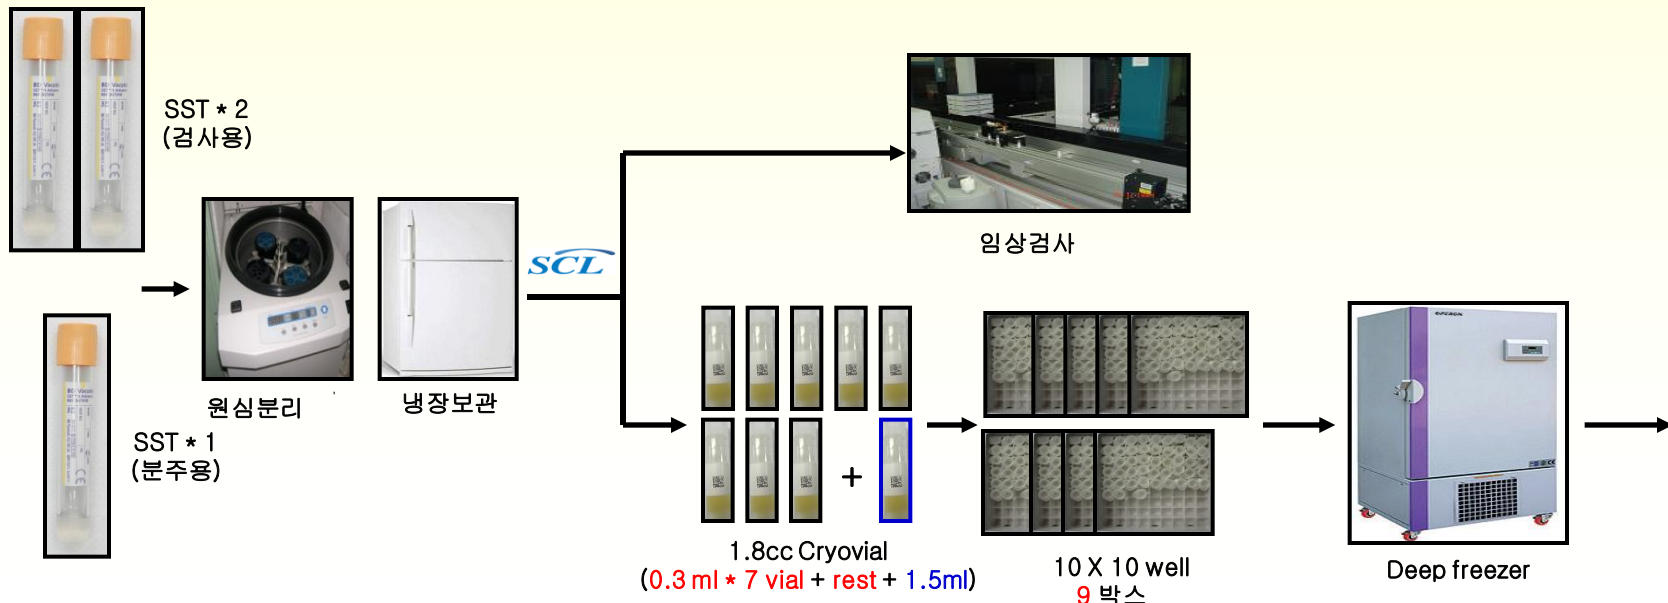 SST * 2
(검사용)
SCL
임상검사
원심분리
냉장보관
SST * 1
(분주용)
+
1.8cc Cryovial
(0.3 ml * 7 vial + rest + 1.5ml)
10 X 10 well
9 박스
Deep freezer